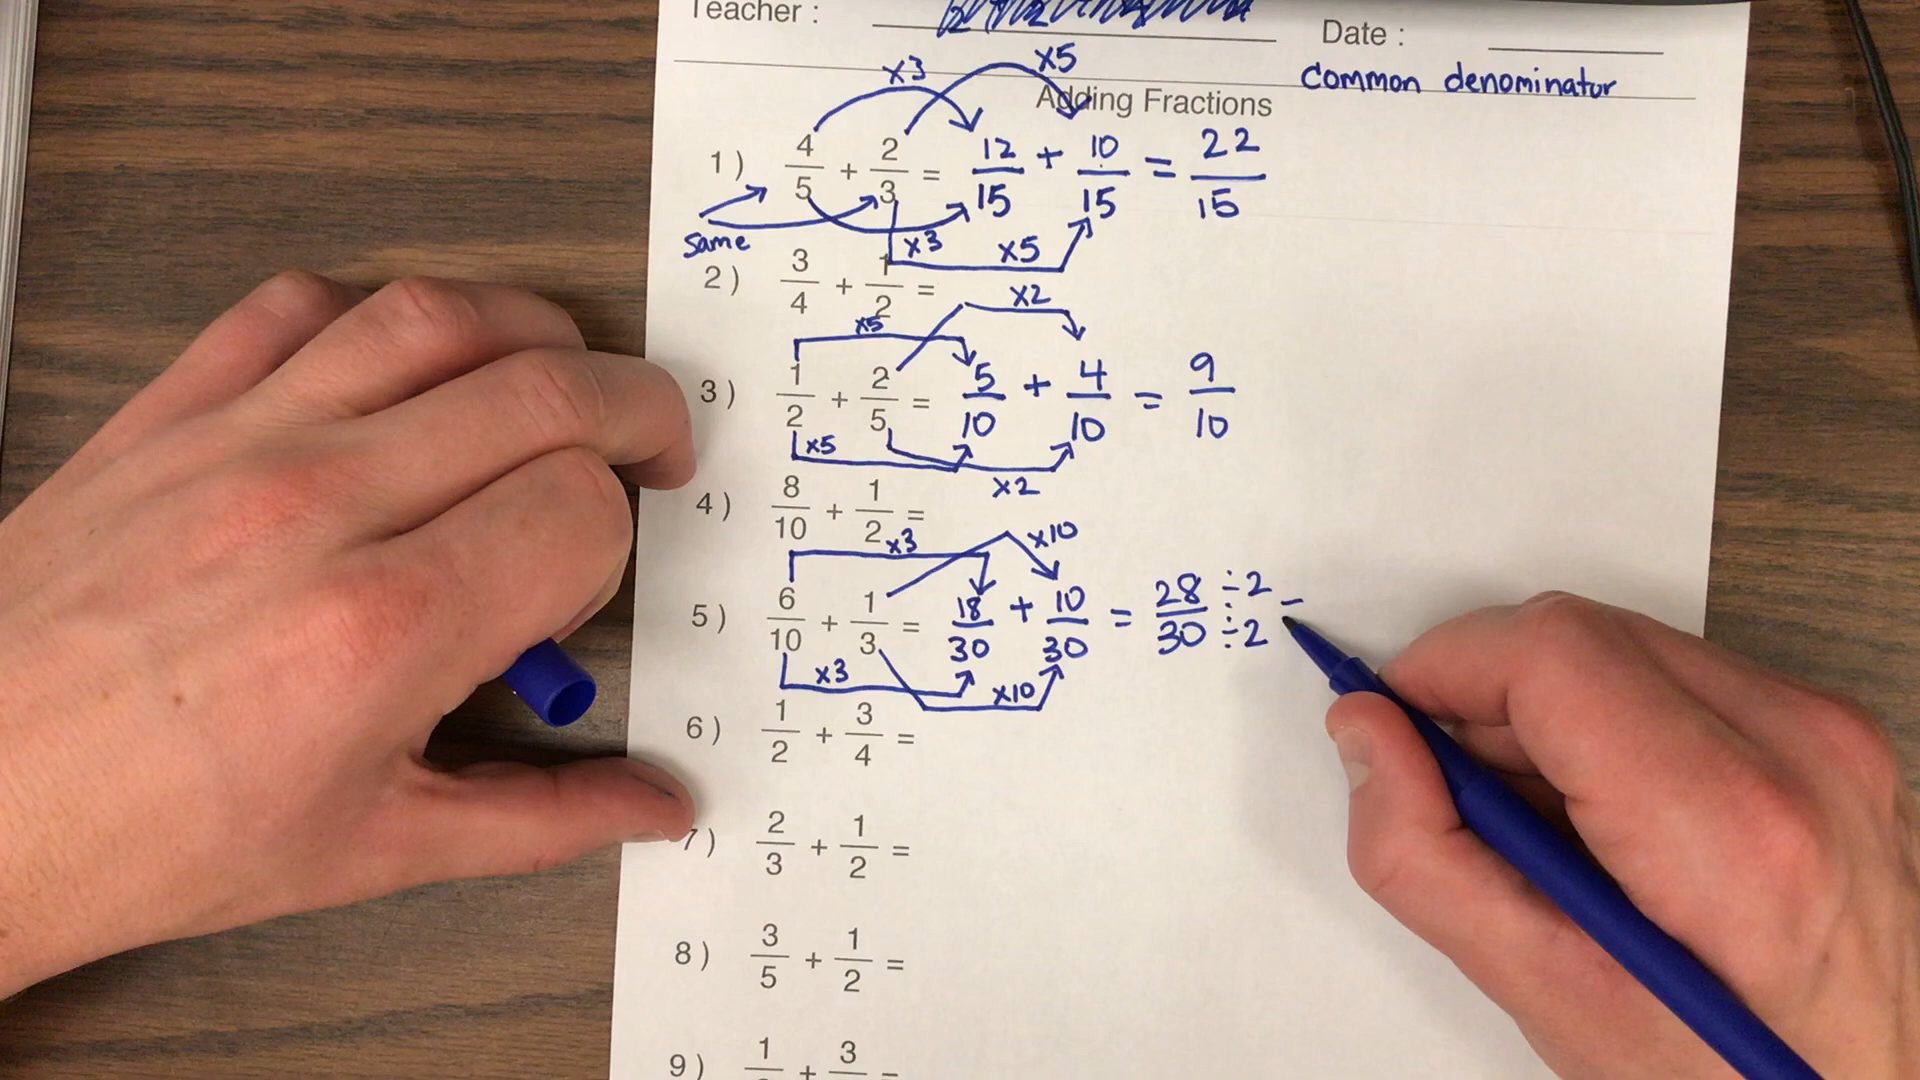 Teacher : Date :
Common denominator
Adding Fractions
x3 x5
1) 4/5 + 2/3 = 12/15 + 10/15 = 22/15
same x3 x5
2) 3/4 + 1/2 =
x5 x2
3) 1/2 + 2/5 = 5/10 + 4/10 = 9/10
x5 x2
4) 8/10 + 1/2 =
x3 x10
5) 6/10 + 1/3 = 18/30 + 10/30 = 28/30 ÷2 ÷2 -
x3 x10
6) 1/2 + 3/4 =
7) 2/3 + 1/2 =
8) 3/5 + 1/2 =
9) 1 + 3 =